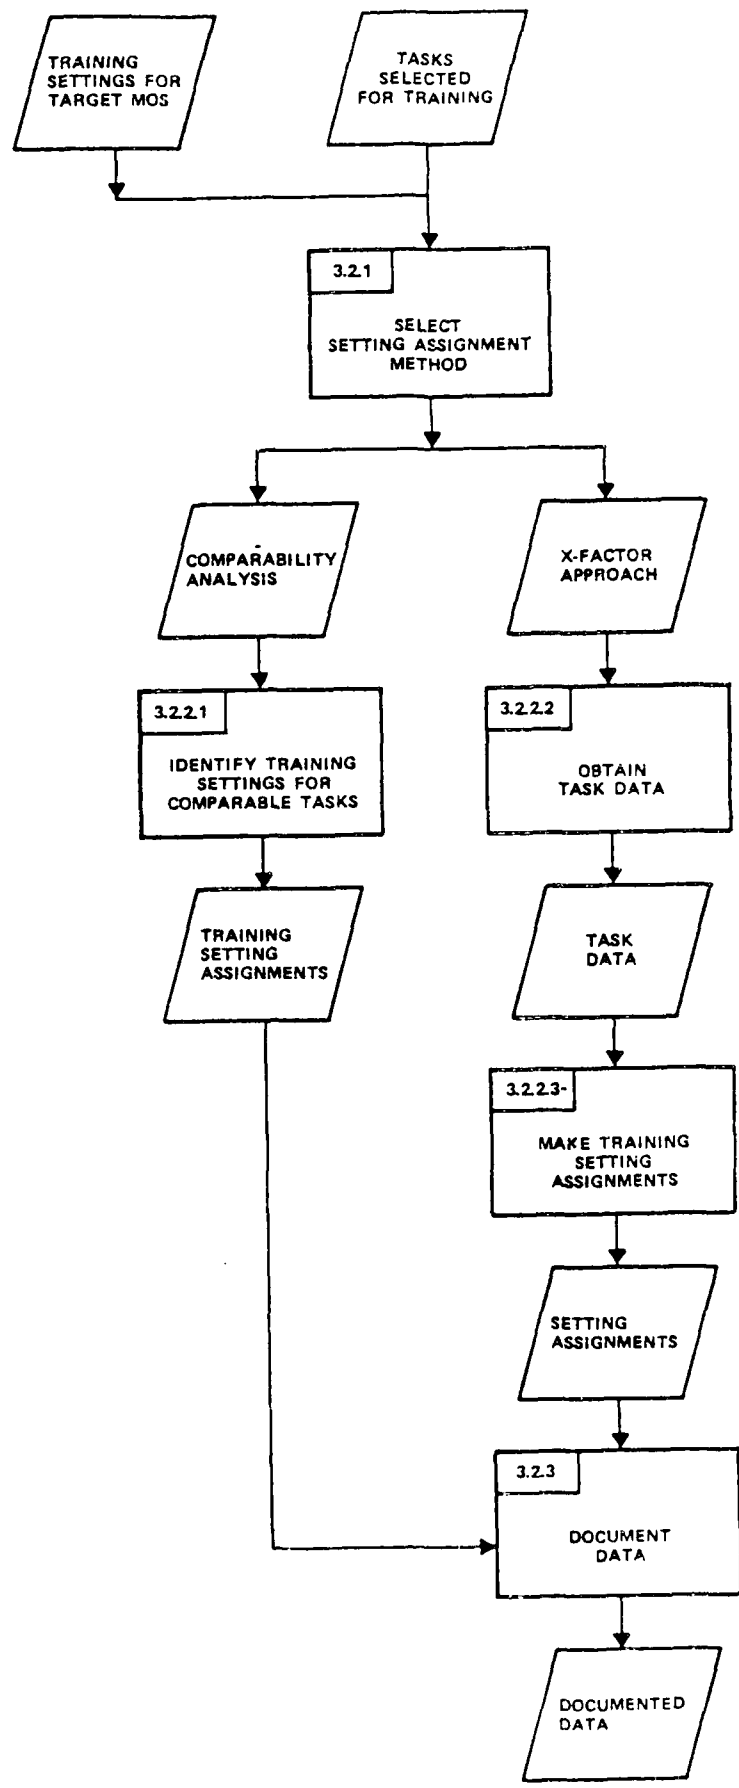 TRAINING
SETTINGS FOR
TARGET MOS
TASKS
SELECTED
FOR TRAINING
3.2.1
SELECT
SETTING ASSIGNMENT
METHOD
COMPARABILITY
ANALYSIS
X-FACTOR
APPROACH
3.2.2.1
IDENTIFY TRAINING
SETTINGS FOR
COMPARABLE TASKS
3.2.2.2
OBTAIN
TASK DATA
TRAINING
SETTING
ASSIGNMENTS
TASK
DATA
3.2.2.3-
MAKE TRAINING
SETTING
ASSIGNMENTS
SETTING
ASSIGNMENTS
3.2.3
DOCUMENT
DATA
DOCUMENTED
DATA